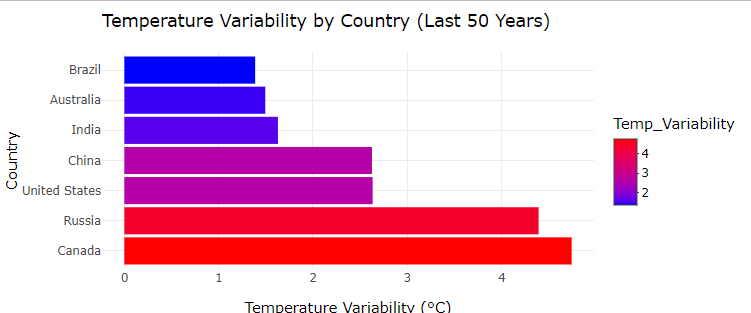 Temperature Variability by Country (Last 50 Years)
Country
Brazil
Australia
India
China
United States
Russia
Canada
0 1 2 3 4
Temperature Variability (°C)
Temp_Variability
4
3
2